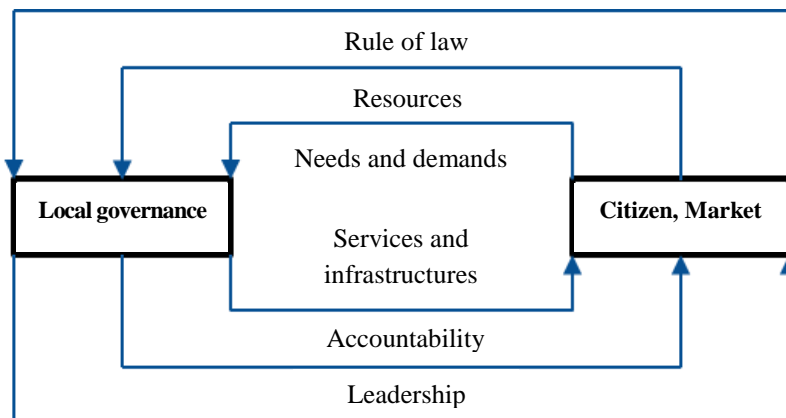 Rule of law
Resources
Needs and demands
Local governance
Citizen, Market
Services and
infrastructures
Accountability
Leadership